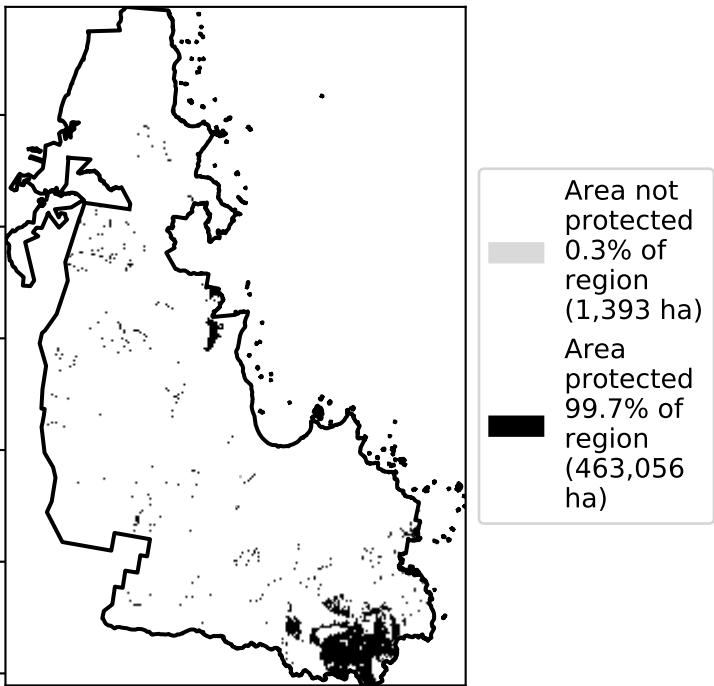 Area not
protected
0.3% of
region
(1,393 ha)
Area
protected
99.7% of
region
(463,056
ha)